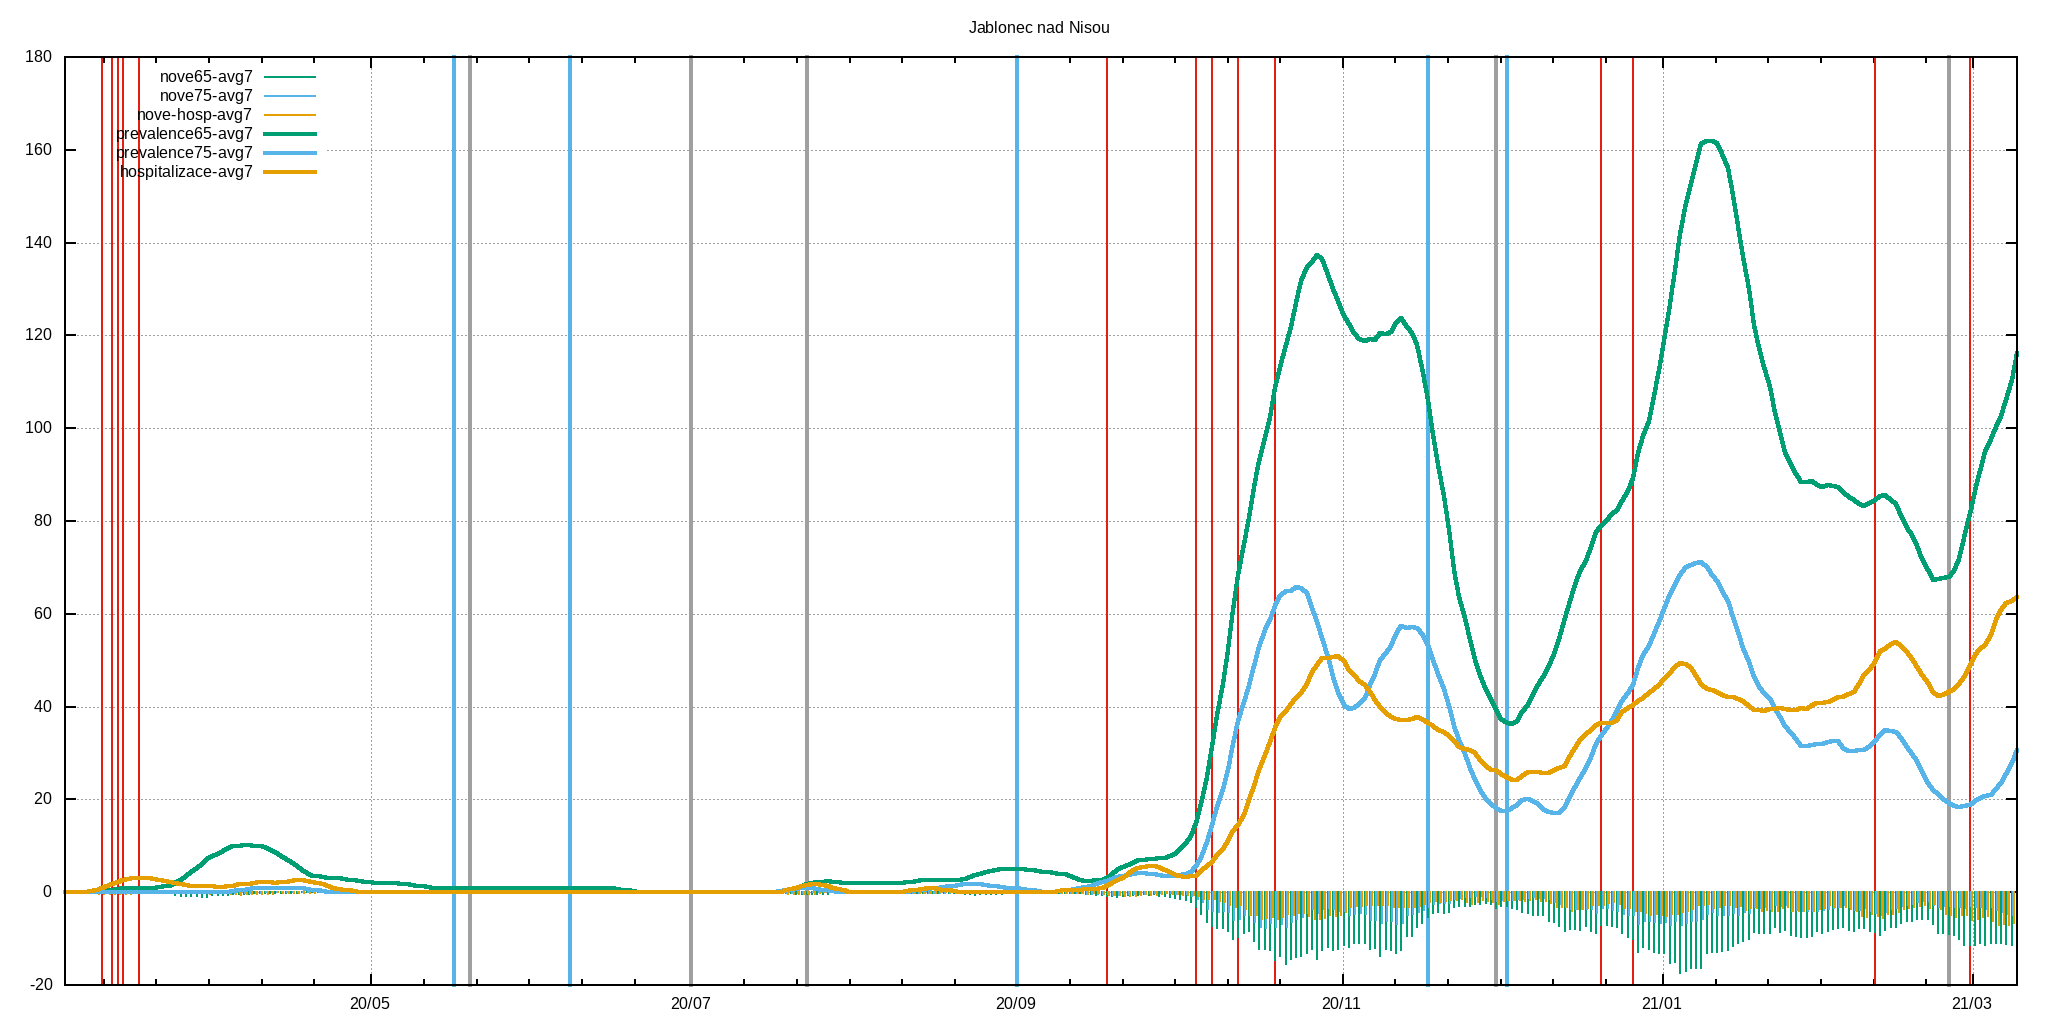 Jablonec nad Nisou
180
160
140
120
100
80
60
40
20
0
-20
nove65-avg7
nove75-avg7
nove-hosp-avg7
prevalence65-avg7
prevalence75-avg7
hospitalizace-avg7
20/05
20/07
20/09
20/11
21/01
21/03